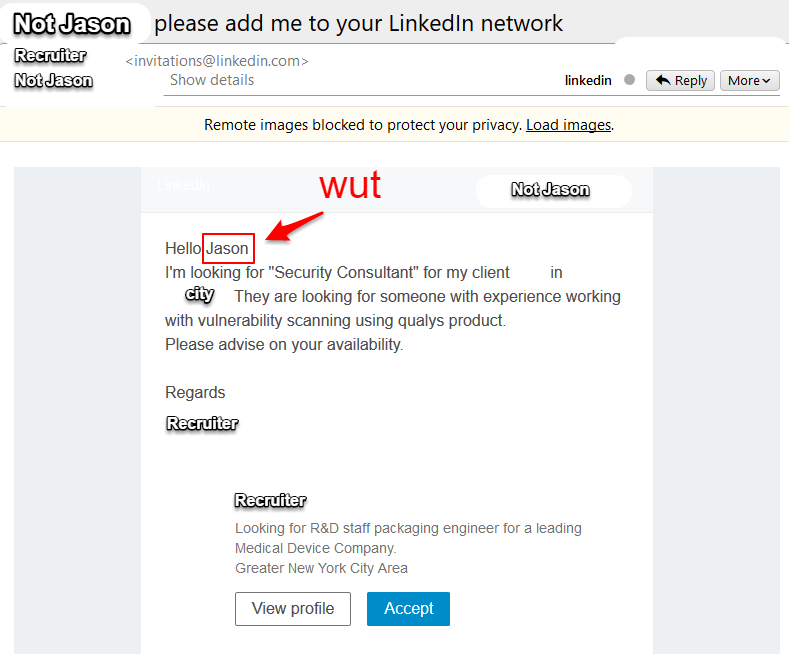 Not Jason please add me to your LinkedIn network
Recruiter <invitations@linkedin.com>
Not Jason Show details linkedin Reply More
Remote images blocked to protect your privacy. Load images.
LinkedIn Not Jason
wut
Hello Jason
I'm looking for "Security Consultant" for my client in
city They are looking for someone with experience working
with vulnerability scanning using qualys product.
Please advise on your availability.
Regards
Recruiter
Recruiter
Looking for R&D staff packaging engineer for a leading
Medical Device Company.
Greater New York City Area
View profile Accept